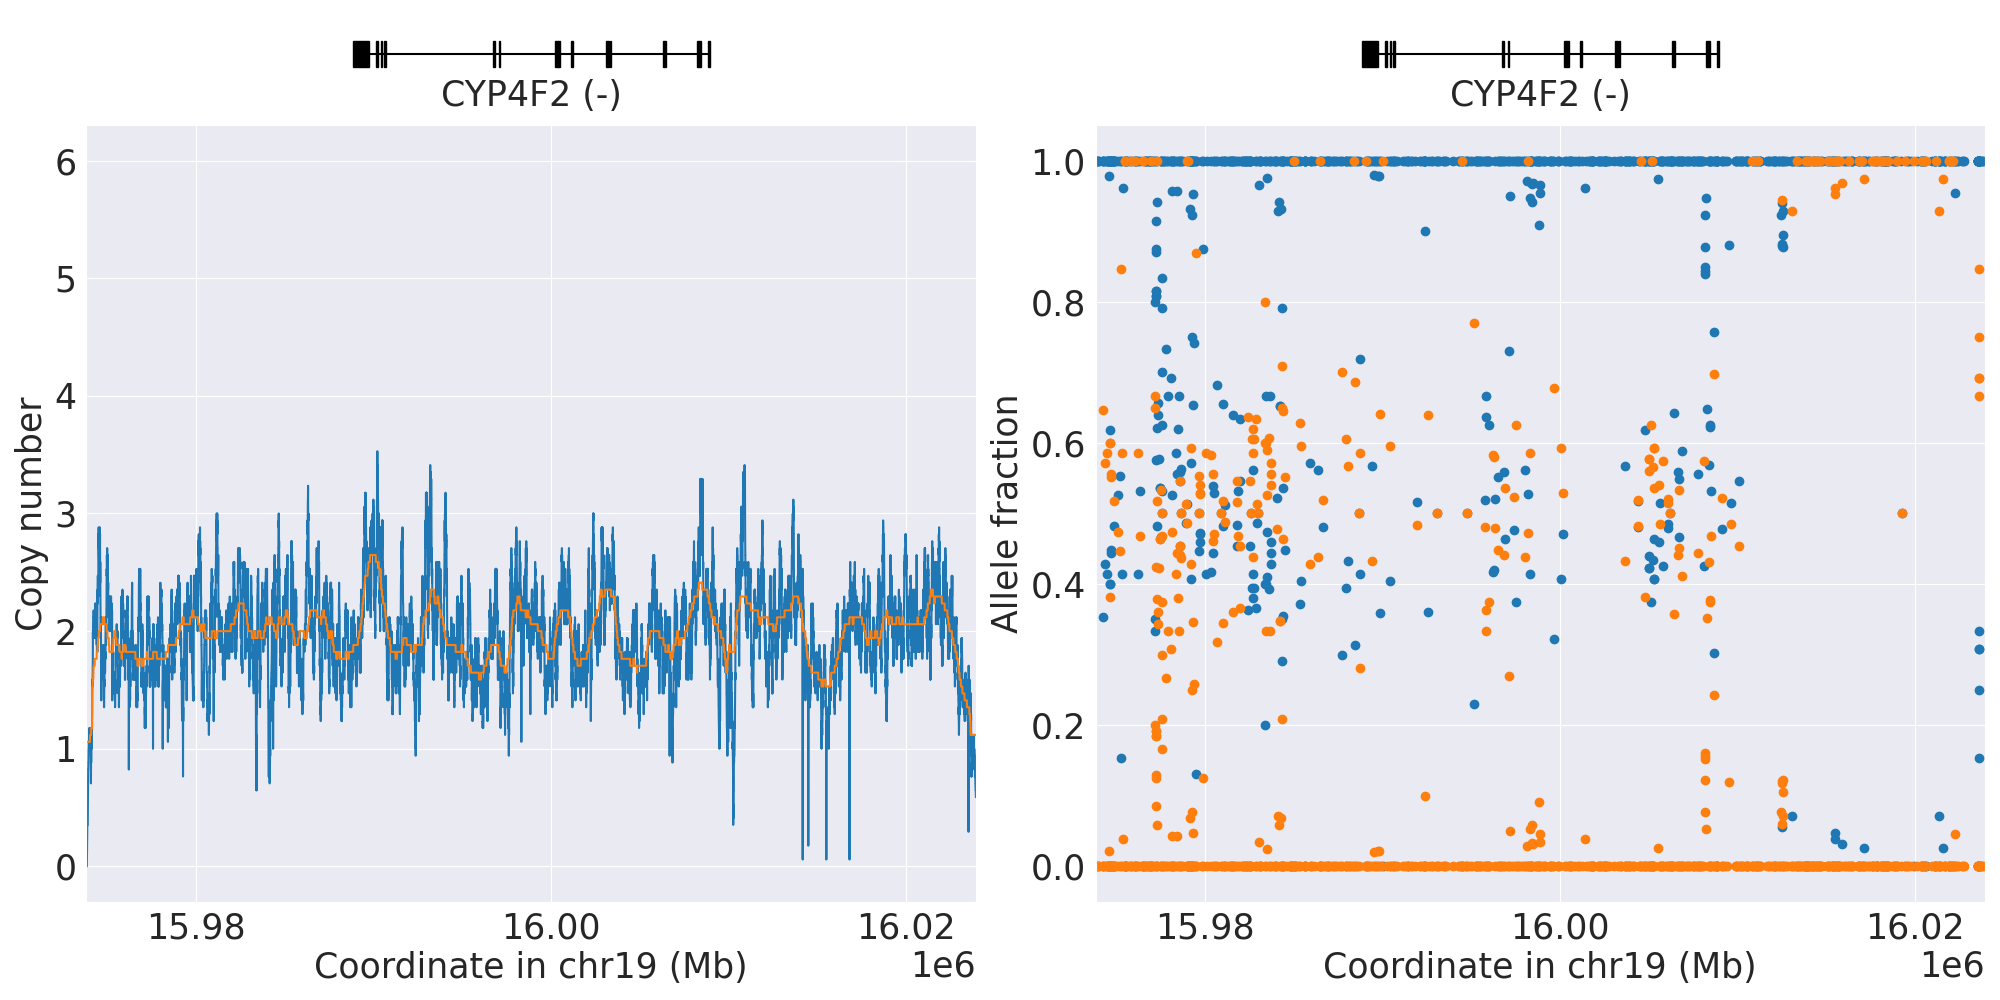 CYP4F2 (-)
6
5
4
3
2
1
0
Copy number
15.98
16.00
16.02
Coordinate in chr19 (Mb)
1e6
CYP4F2 (-)
1.0
0.8
0.6
0.4
0.2
0.0
Allele fraction
15.98
16.00
16.02
Coordinate in chr19 (Mb)
1e6